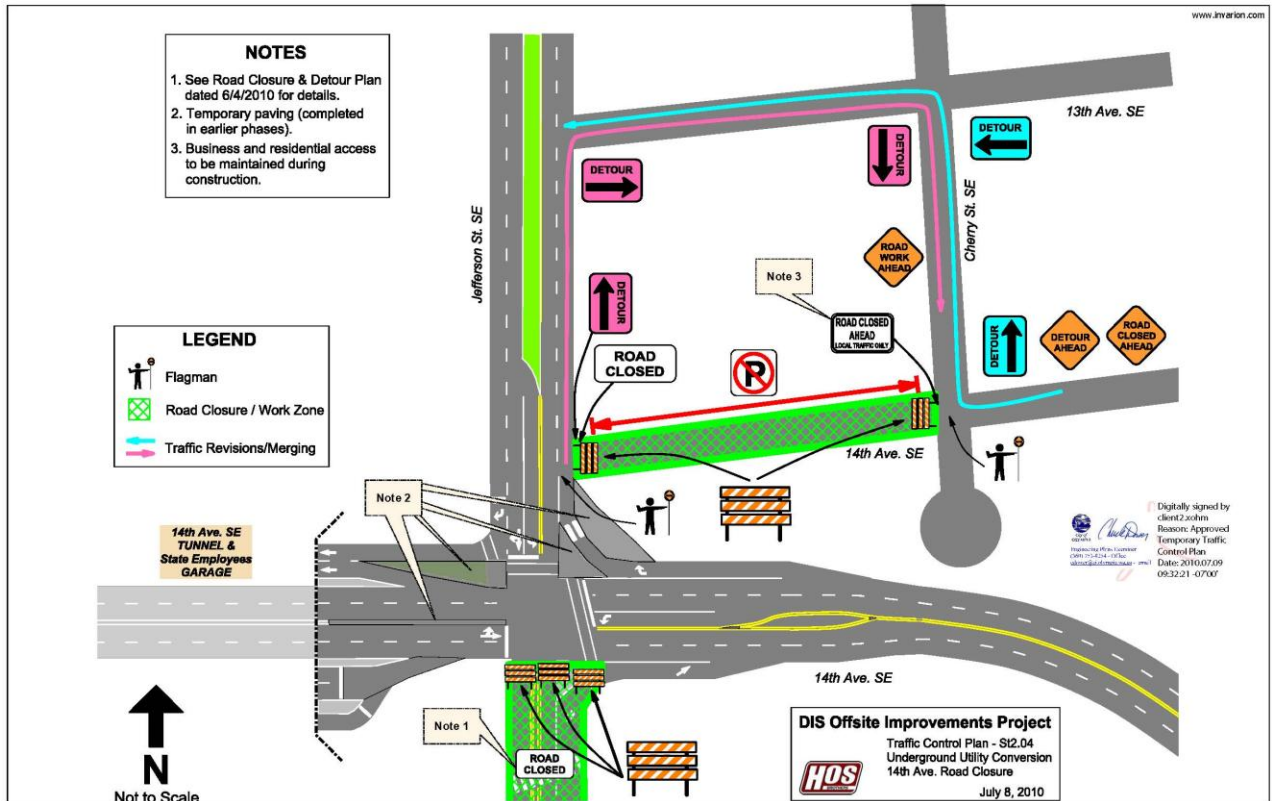 www.invarion.com
NOTES
1. See Road Closure & Detour Plan
dated 6/4/2010 for details.
2. Temporary paving (completed
in earlier phases).
3. Business and residential access
to be maintained during
construction.
13th Ave. SE
DETOUR
DETOUR
DETOUR
Jefferson St. SE
Cherry St. SE
ROAD
WORK
AHEAD
Note 3
DETOUR
ROAD CLOSED
AHEAD
LOCAL TRAFFIC ONLY
DETOUR
DETOUR
AHEAD
ROAD
CLOSED
AHEAD
LEGEND
Flagman
Road Closure / Work Zone
Traffic Revisions/Merging
ROAD
CLOSED
P
14th Ave. SE
Note 2
14th Ave. SE
TUNNEL &
State Employees
GARAGE
Digitally signed by
client2.xohm
Reason: Approved
Temporary Traffic
Control Plan
Date: 2010.07.09
09:32:21 -07'00'
Engineering Plans Examiner
14th Ave. SE
Note 1
ROAD
CLOSED
N
Not to Scale
DIS Offsite Improvements Project
Traffic Control Plan - St2.04
Underground Utility Conversion
14th Ave. Road Closure
HOS
July 8, 2010